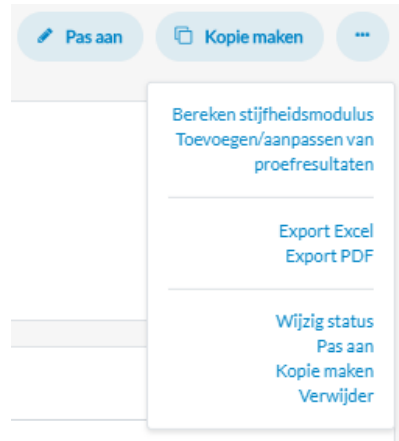 Pas aan
Kopie maken
Bereken stijfheidsmodulus
Toevoegen/aanpassen van
proefresultaten
Export Excel
Export PDF
Wijzig status
Pas aan
Kopie maken
Verwijder